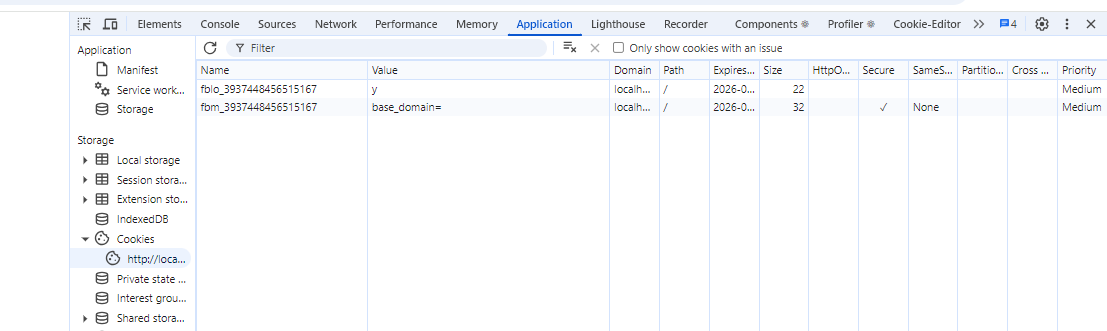 Elements Console Sources Network Performance Memory Application Lighthouse Recorder Components Profiler Cookie-Editor 4
Application
Manifest
Service work...
Storage
Storage
Local storage
Session stora...
Extension sto...
IndexedDB
Cookies
http://loca...
Private state ...
Interest grou...
Shared stora...
Filter Only show cookies with an issue
Name Value Domain Path Expires... Size HttpO... Secure SameS... Partitio... Cross ... Priority
fblo_3937448456515167 y localh... / 2026-0... 22 Medium
fbm_3937448456515167 base_domain= localh... / 2026-0... 32 ✓ None Medium